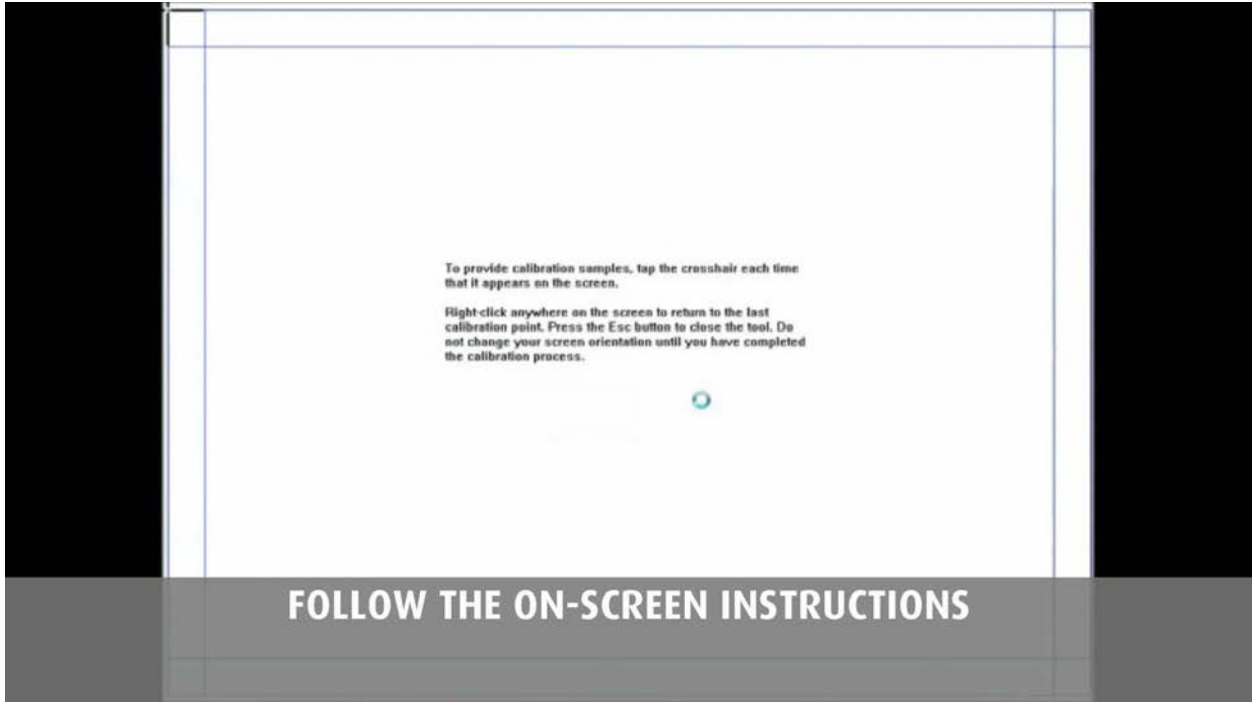 To provide calibration samples, tap the crosshair each time
that it appears on the screen.
Right-click anywhere on the screen to return to the last
calibration point. Press the Esc button to close the tool. Do
not change your screen orientation until you have completed
the calibration process.
FOLLOW THE ON-SCREEN INSTRUCTIONS